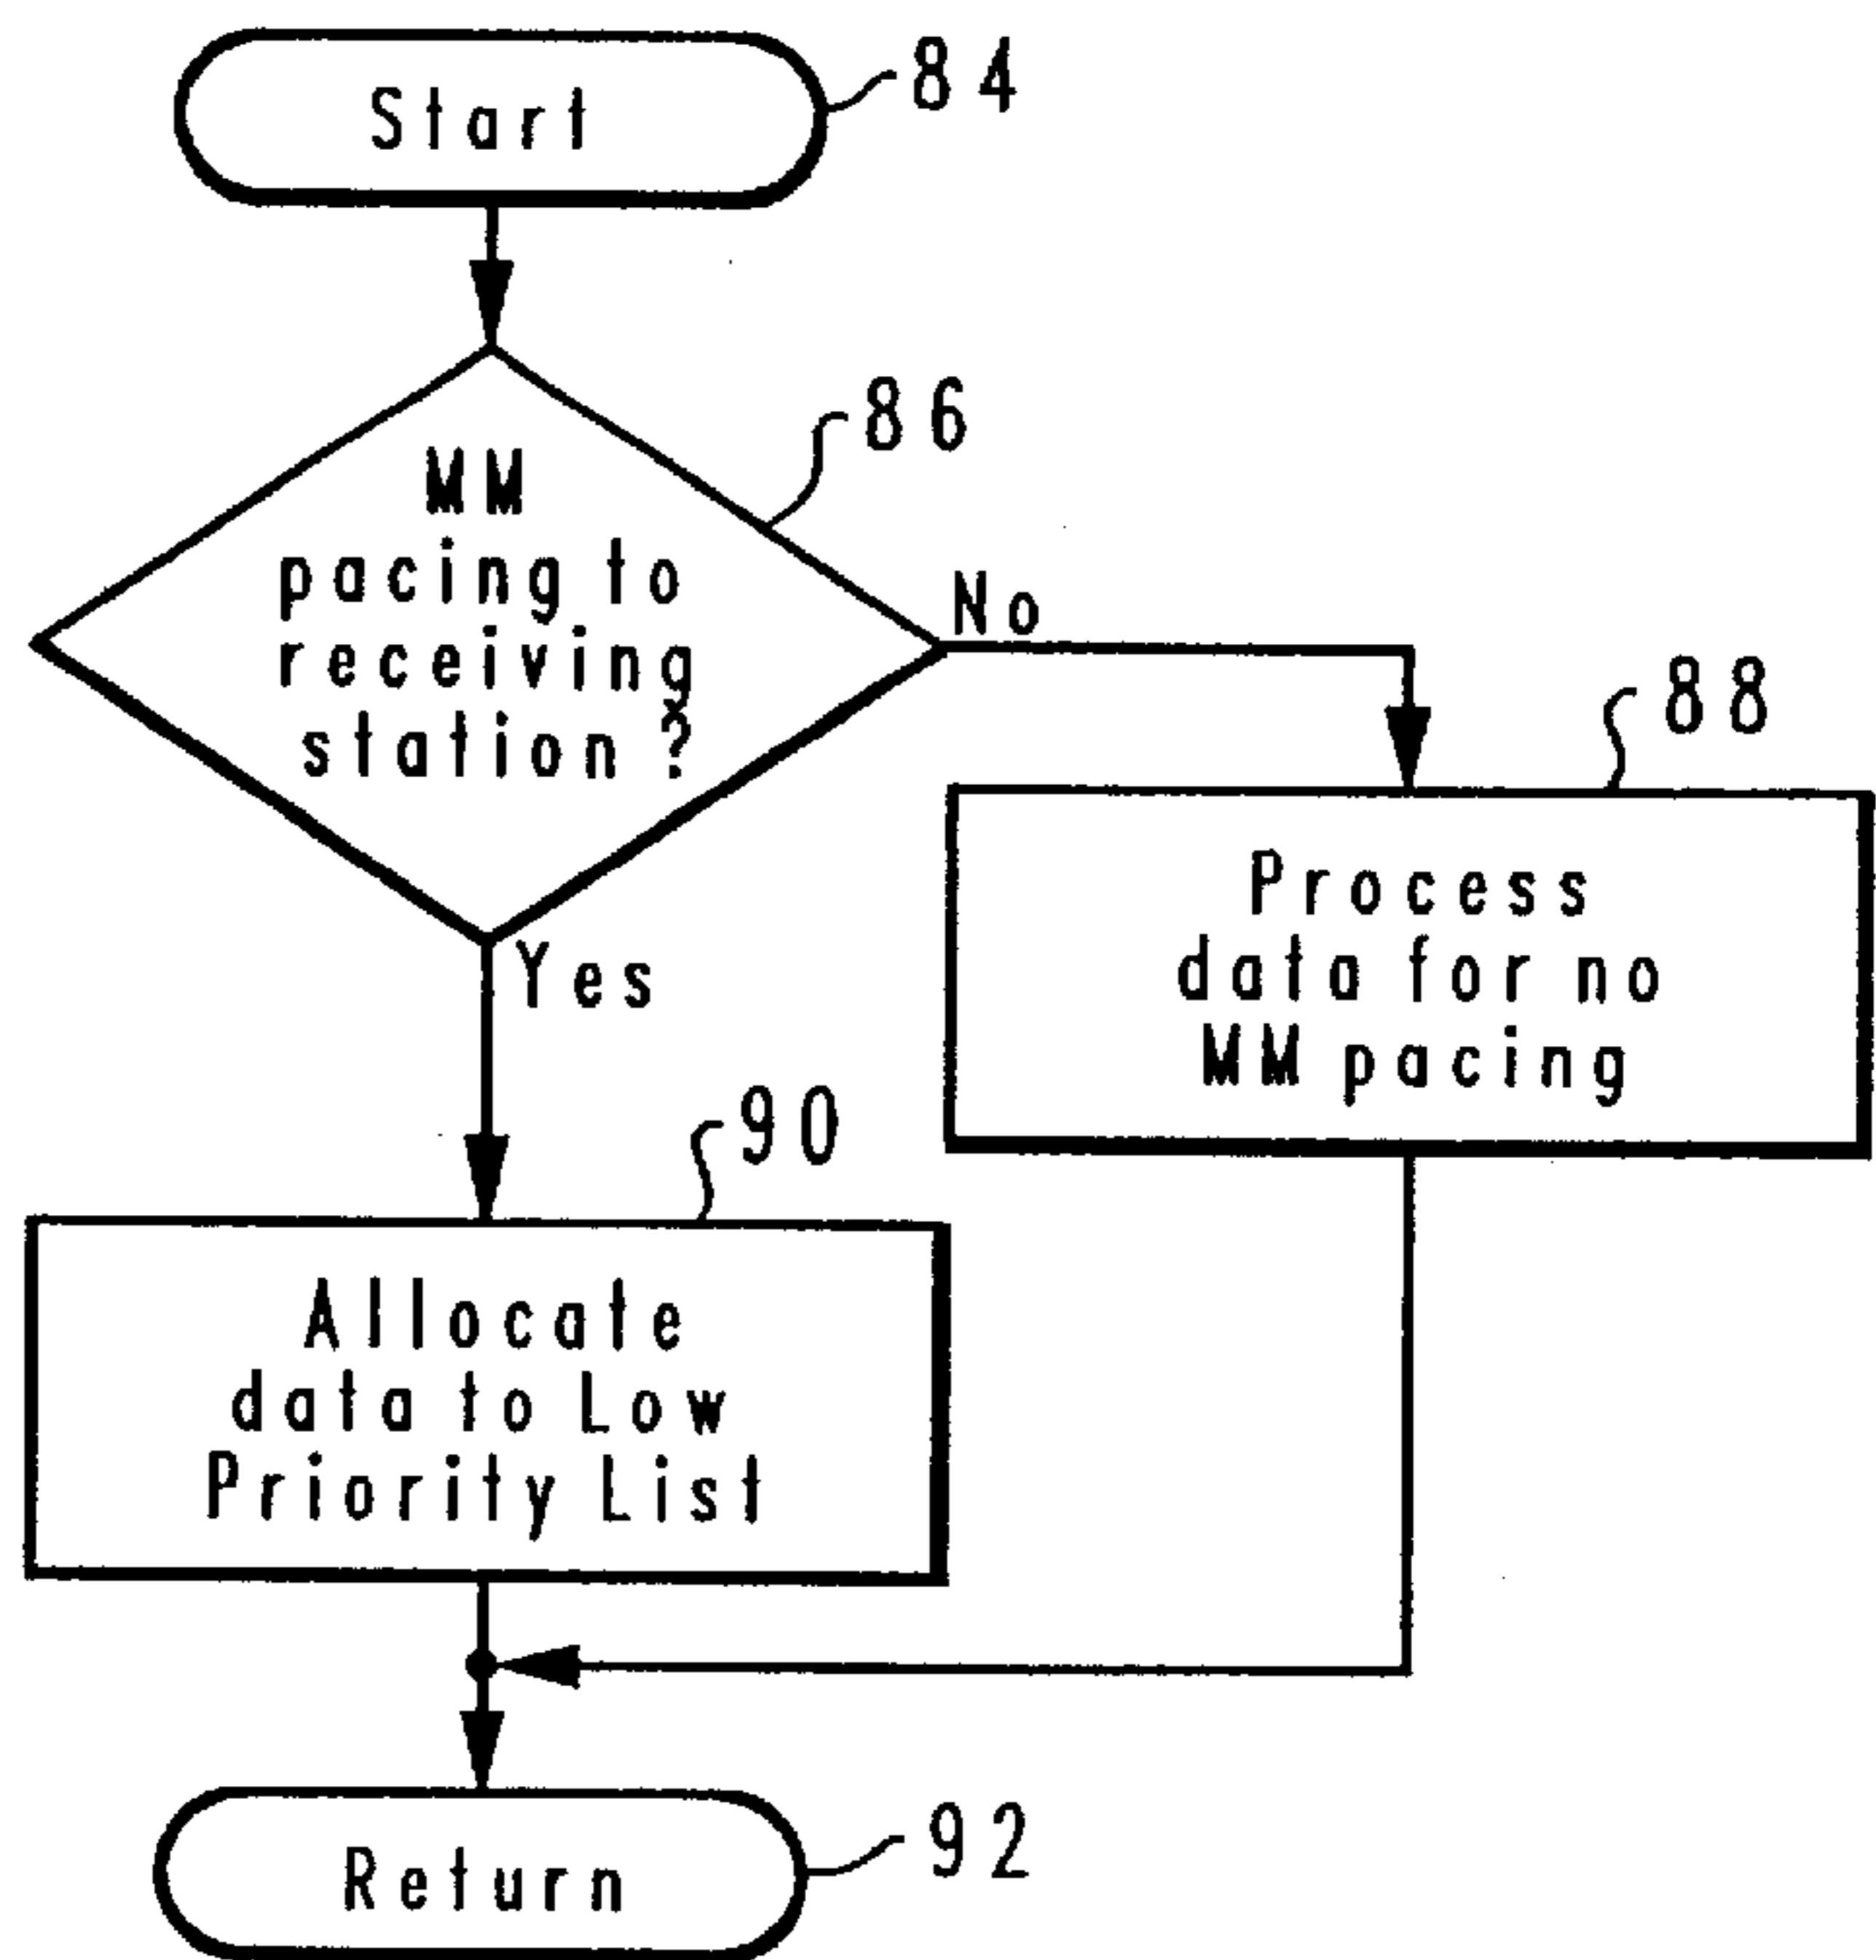 Start
84
MM
pacing to
receiving
station ?
86
No
Yes
88
Process
data for no
MM pacing
90
Allocate
data to Low
Priority List
Return
92